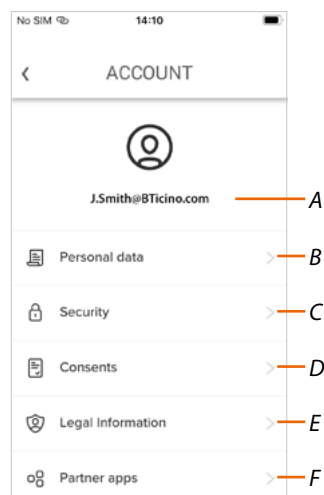 No SIM 14:10
ACCOUNT
J.Smith@BTicino.com A
Personal data B
Security C
Consents D
Legal Information E
Partner apps F